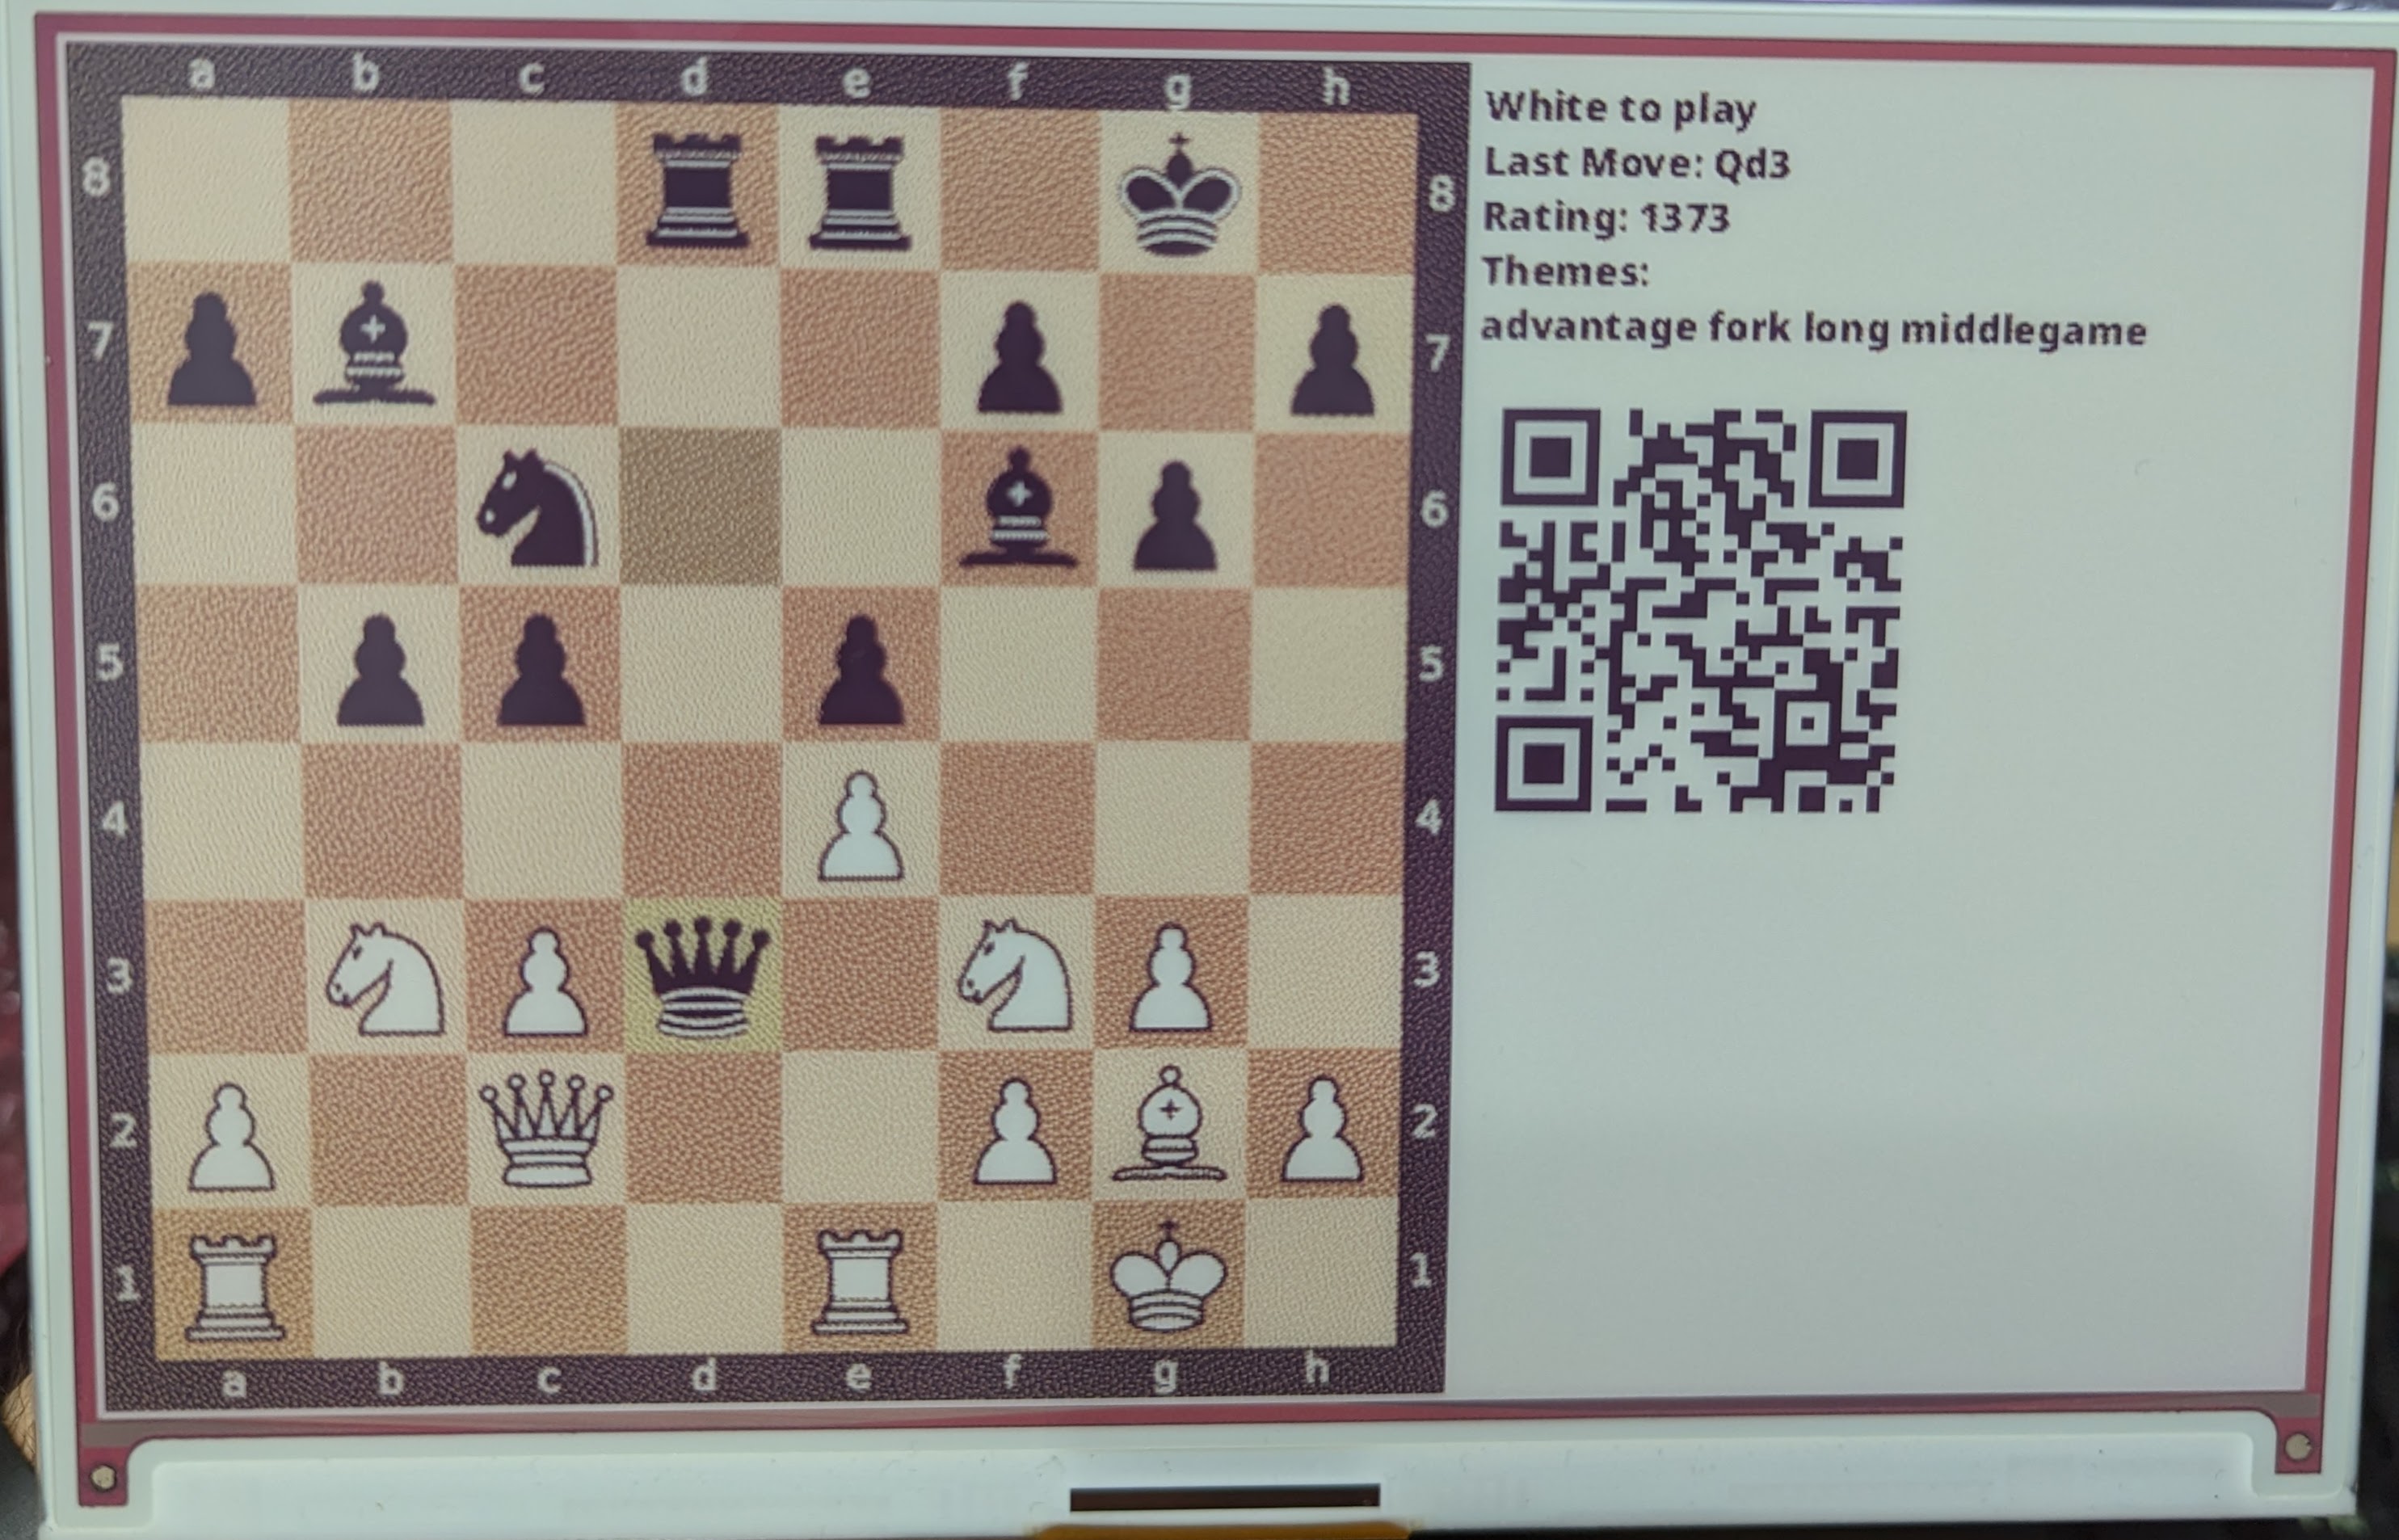 a b c d e f g h
8 8
7 7
6 6
5 5
4 4
3 3
2 2
1 1
a b c d e f g h
White to play
Last Move: Qd3
Rating: 1373
Themes:
advantage fork long middlegame